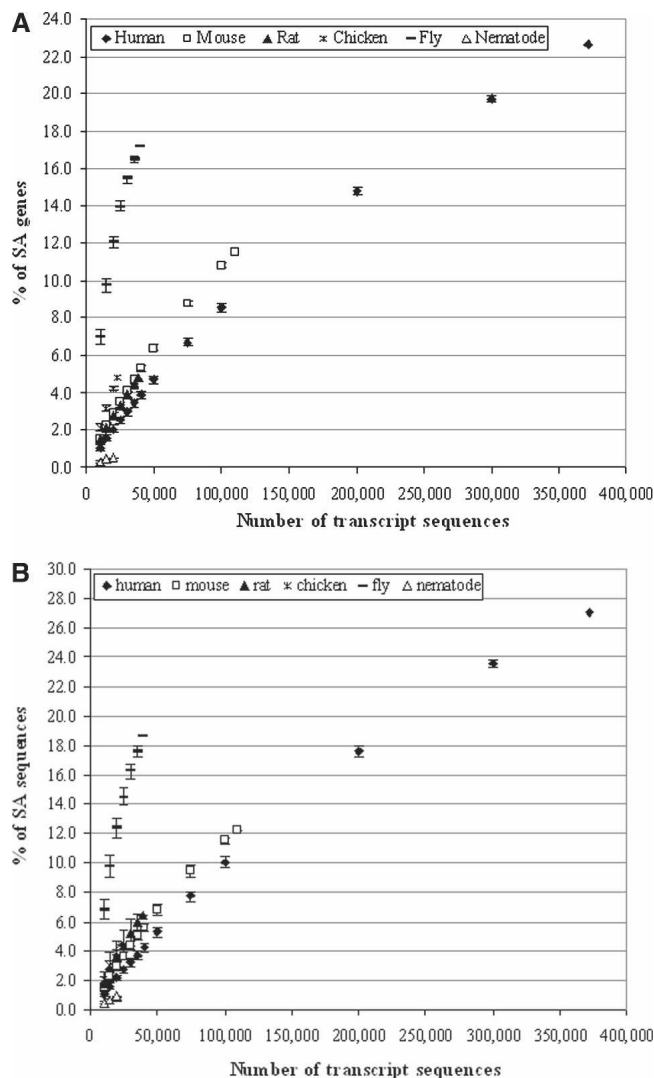 A
24.0
Human Mouse Rat Chicken Fly Nematode
22.0
20.0
18.0
16.0
14.0
12.0
10.0
8.0
6.0
4.0
2.0
0.0
% of SA genes
0 50,000 100,000 150,000 200,000 250,000 300,000 350,000 400,000
Number of transcript sequences
B
30.0
human mouse rat chicken fly nematode
28.0
26.0
24.0
22.0
20.0
18.0
16.0
14.0
12.0
10.0
8.0
6.0
4.0
2.0
0.0
% of SA sequences
0 50,000 100,000 150,000 200,000 250,000 300,000 350,000 400,000
Number of transcript sequences